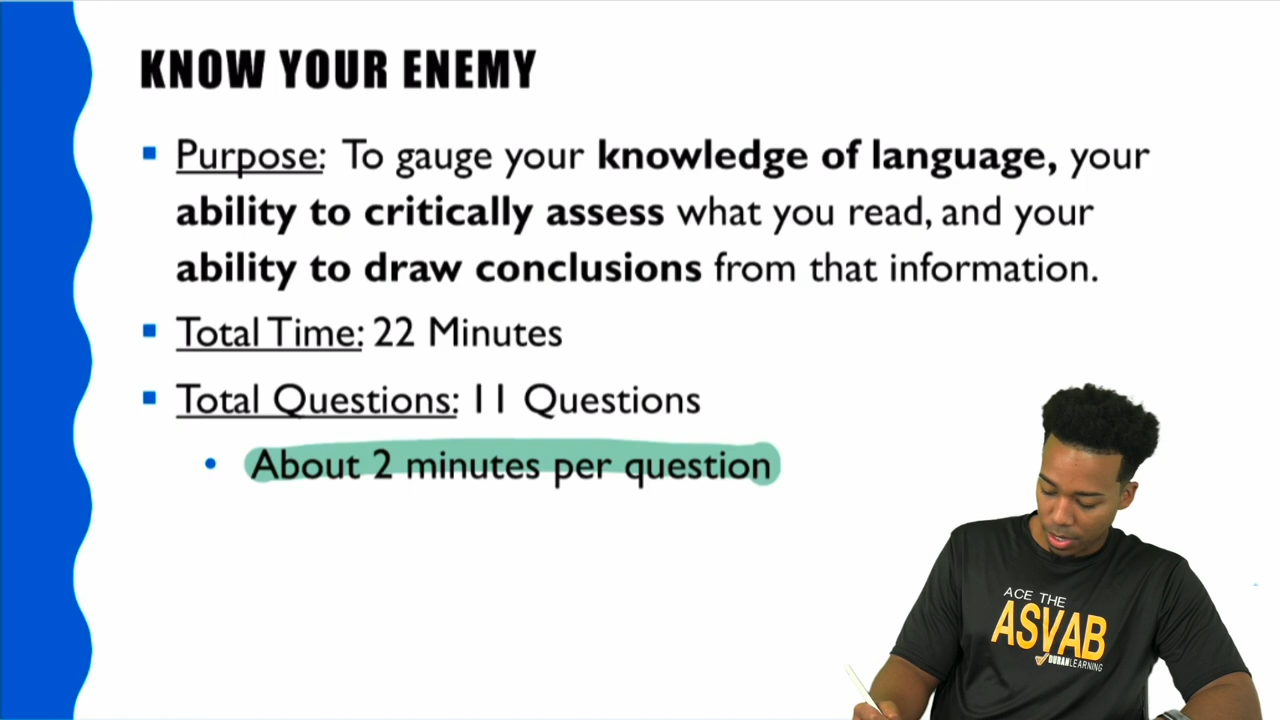 KNOW YOUR ENEMY
Purpose: To gauge your knowledge of language, your
ability to critically assess what you read, and your
ability to draw conclusions from that information.
Total Time: 22 Minutes
Total Questions: 11 Questions
About 2 minutes per question
ACE THE
ASVAB
DURANLEARNING